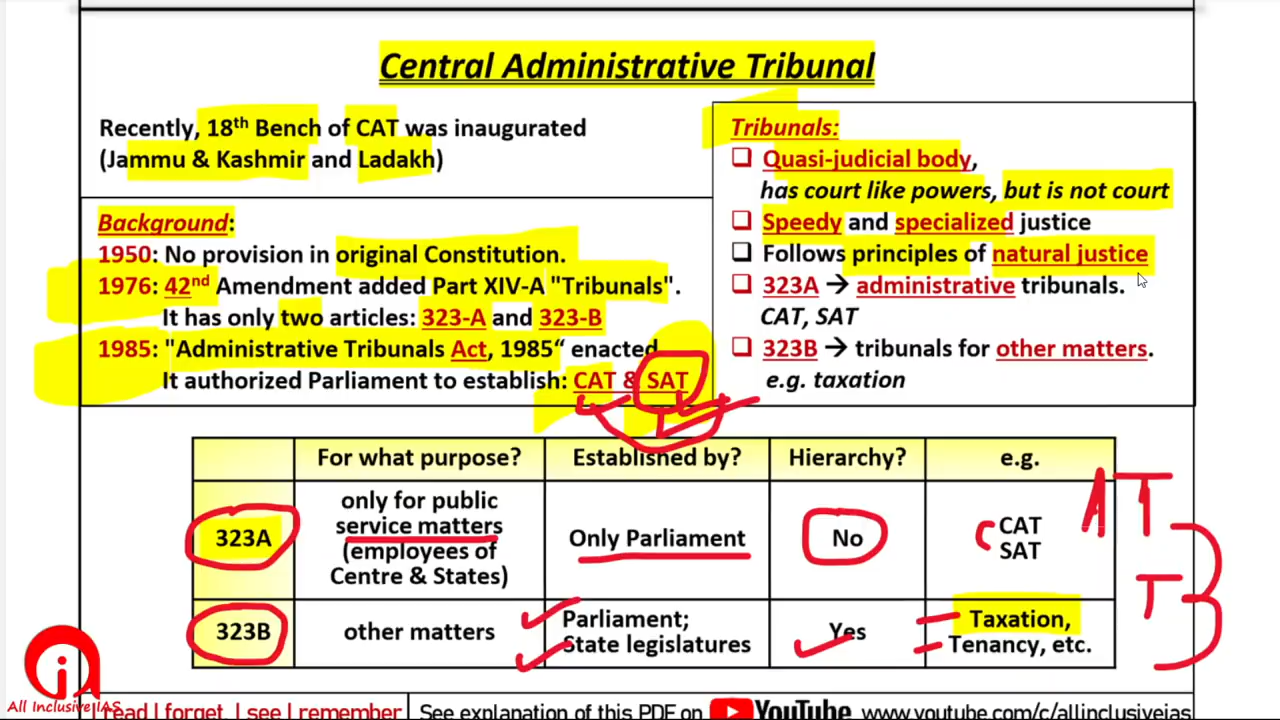 Central Administrative Tribunal
Recently, 18th Bench of CAT was inaugurated
(Jammu & Kashmir and Ladakh)
Background:
1950: No provision in original Constitution.
1976: 42nd Amendment added Part XIV-A "Tribunals".
It has only two articles: 323-A and 323-B
1985: "Administrative Tribunals Act, 1985“ enacted
It authorized Parliament to establish: CAT & SAT
Tribunals:
❑ Quasi-judicial body,
has court like powers, but is not court
❑ Speedy and specialized justice
❑ Follows principles of natural justice
❑ 323A → administrative tribunals.
CAT, SAT
❑ 323B → tribunals for other matters.
e.g. taxation
For what purpose? Established by? Hierarchy? e.g.
323A
only for public
service matters
(employees of
Centre & States)
Only Parliament
No
CAT
SAT
AT
323B
other matters
Parliament;
State legislatures
Yes
Taxation,
Tenancy, etc.
T
All Inclusive IAS
I read I forget, I see I remember
See explanation of this PDF on YouTube www.youtube.com/c/allinclusiveias